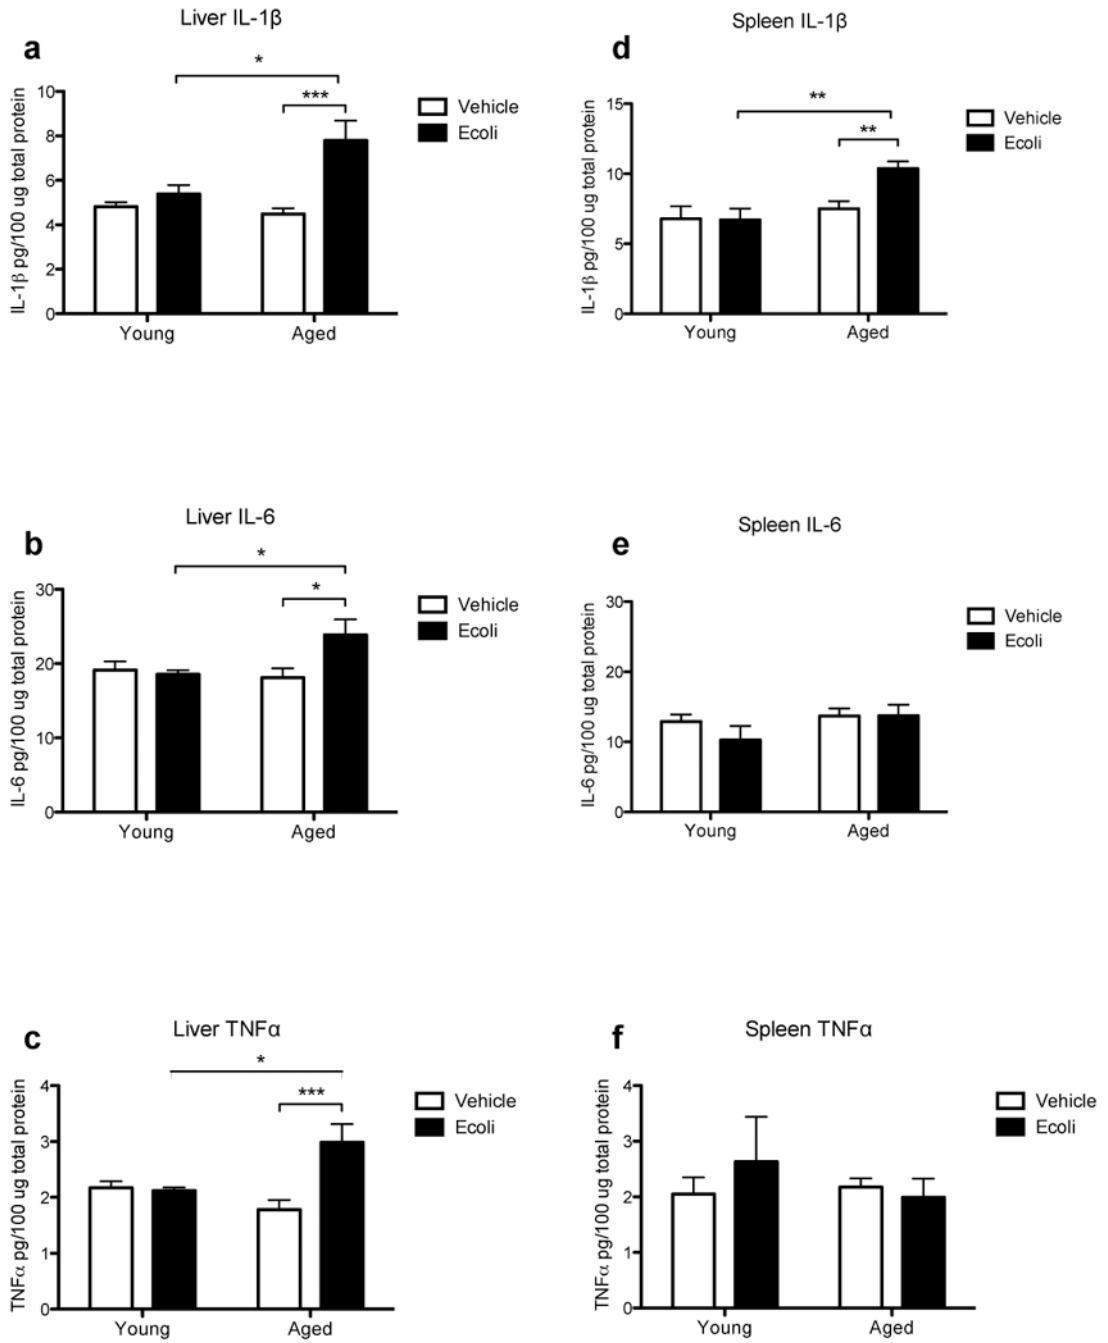 Liver IL-1β
a
*
***
IL-1β pg/100 ug total protein
10
8
6
4
2
0
Young
Aged
Vehicle
Ecoli
Spleen IL-1β
d
**
**
IL-1β pg/100 ug total protein
15
10
5
0
Young
Aged
Vehicle
Ecoli
Liver IL-6
b
*
*
IL-6 pg/100 ug total protein
30
20
10
0
Young
Aged
Vehicle
Ecoli
Spleen IL-6
e
IL-6 pg/100 ug total protein
30
20
10
0
Young
Aged
Vehicle
Ecoli
Liver TNFα
c
*
***
TNFα pg/100 ug total protein
4
3
2
1
0
Young
Aged
Vehicle
Ecoli
Spleen TNFα
f
TNFα pg/100 ug total protein
4
3
2
1
0
Young
Aged
Vehicle
Ecoli